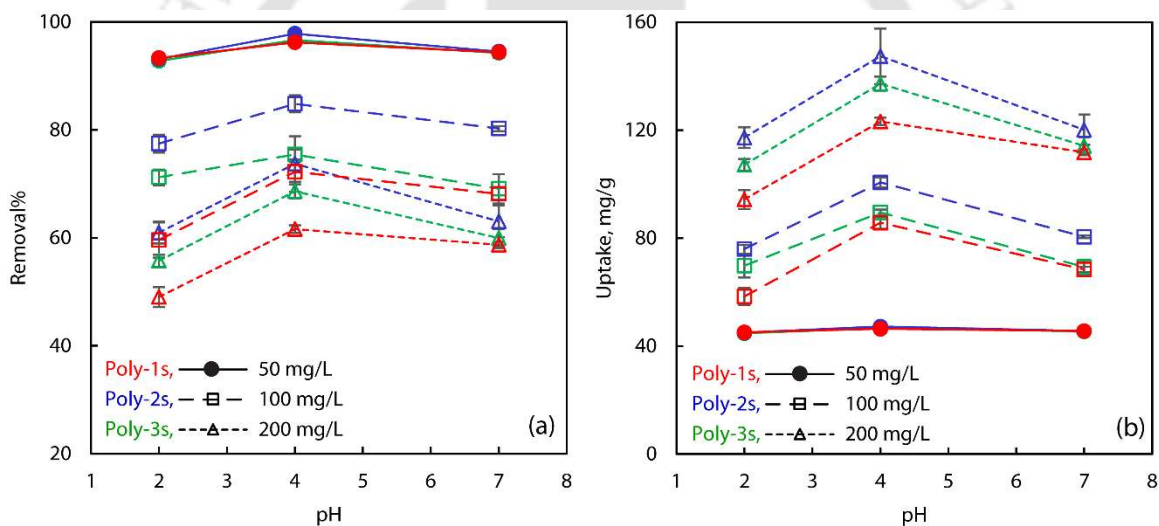 100
80
60
40
20
Removal%
Poly-1s, 50 mg/L
Poly-2s, 100 mg/L
Poly-3s, 200 mg/L
(a)
1 2 3 4 5 6 7 8
pH
160
120
80
40
0
Uptake, mg/g
Poly-1s, 50 mg/L
Poly-2s, 100 mg/L
Poly-3s, 200 mg/L
(b)
1 2 3 4 5 6 7 8
pH